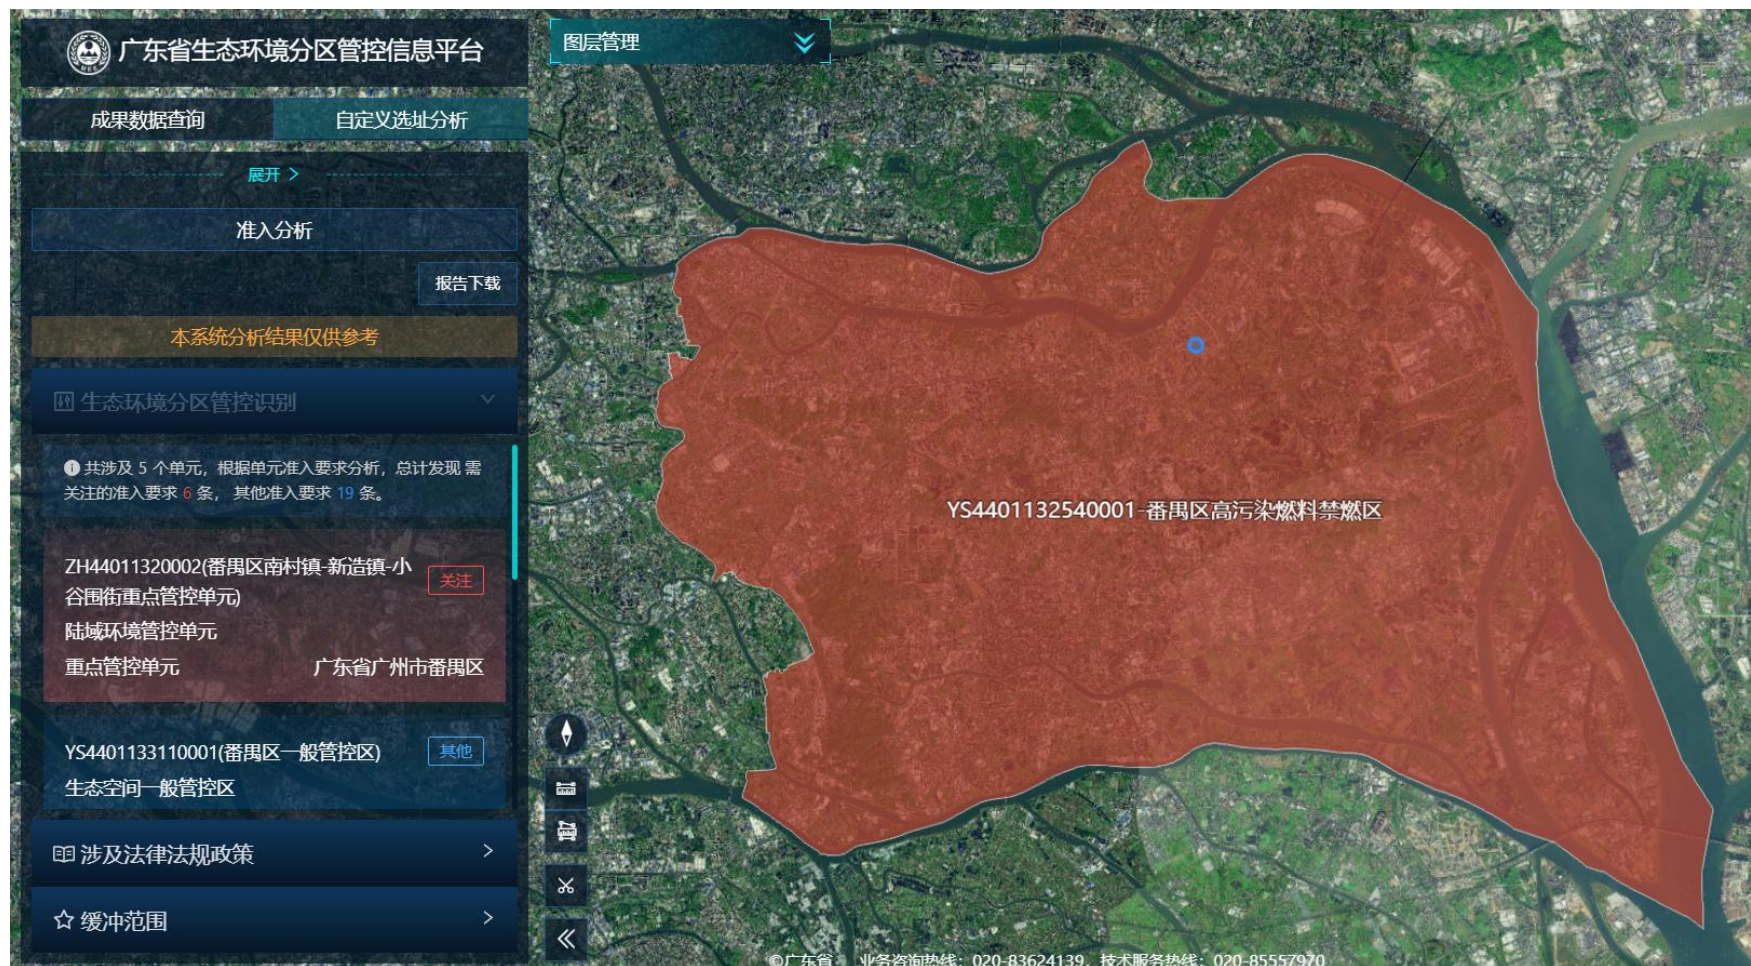 广东省生态环境分区管控信息平台
成果数据查询
自定义选址分析
展开 >
准入分析
报告下载
本系统分析结果仅供参考
生态环境分区管控识别
共涉及 5 个单元，根据单元准入要求分析，总计发现 需
关注的准入要求 6 条， 其他准入要求 19 条。
ZH44011320002(番禺区南村镇-新造镇-小
谷围街重点管控单元)
关注
陆域环境管控单元
重点管控单元
广东省广州市番禺区
YS4401133110001(番禺区一般管控区)
其他
生态空间一般管控区
涉及法律法规政策
缓冲范围
图层管理
YS4401132540001-番禺区高污染燃料禁燃区
©广东省 业务咨询热线：020-83624139，技术服务热线：020-85557970